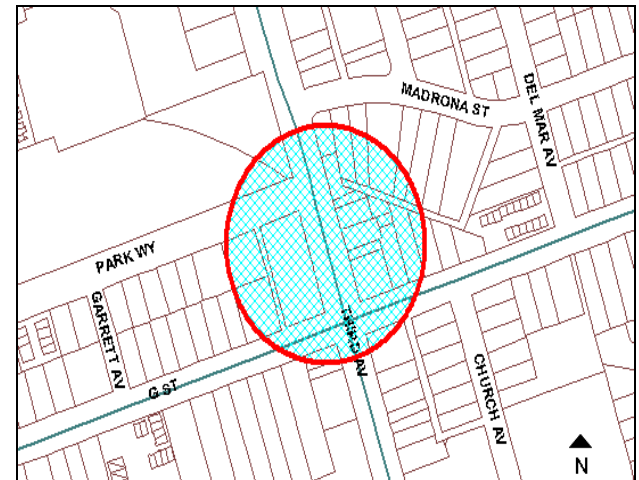 MADRONA ST
DEL MAR AV
PARK WY
GARRETT AV
THIRD AV
G ST
CHURCH AV
N